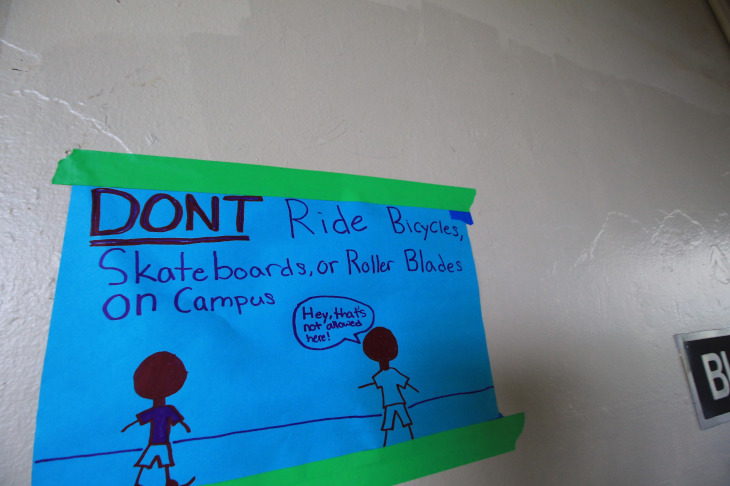 DONT Ride Bicycles,
Skateboards, or Roller Blades
on Campus
Hey, that's
not allowed
here!